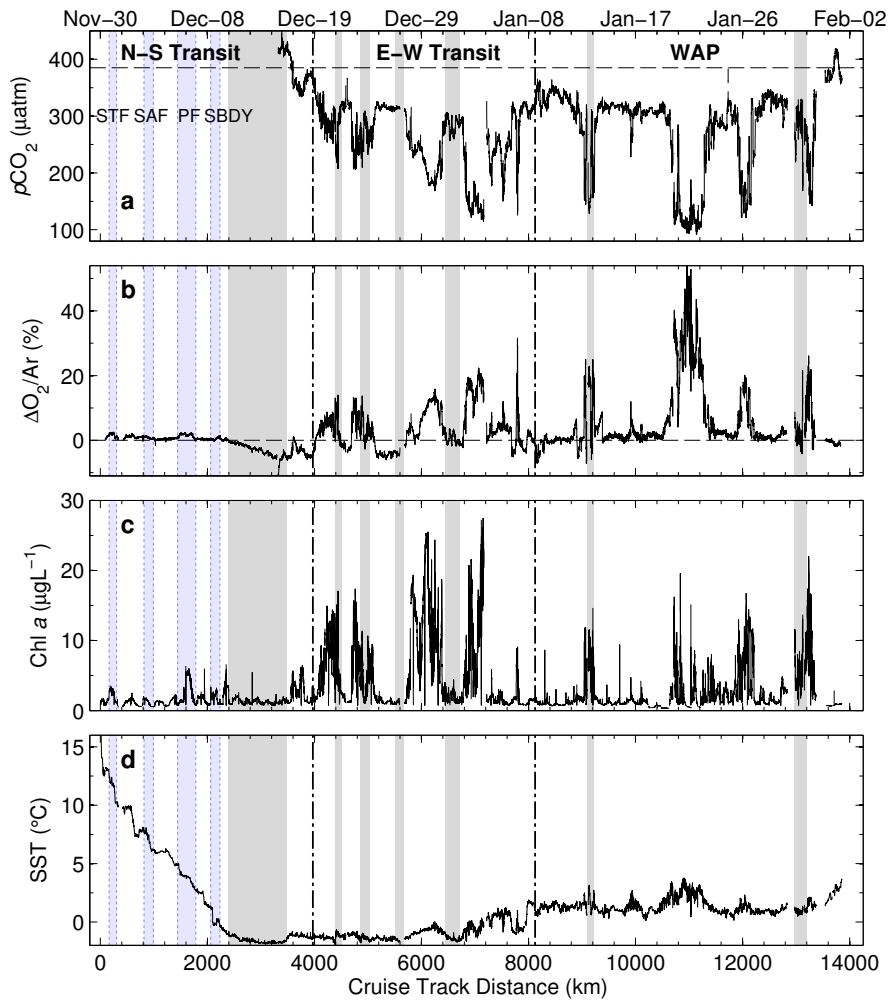 Nov−30 Dec−08 Dec−19 Dec−29 Jan−08 Jan−17 Jan−26 Feb−02
N−S Transit E−W Transit WAP
STF SAF PF SBDY
a
pCO2 (µatm)
400
300
200
100
b
ΔO2/Ar (%)
40
20
0
c
Chl a (µgL−1)
30
20
10
0
d
SST (°C)
15
10
5
0
0 2000 4000 6000 8000 10000 12000 14000
Cruise Track Distance (km)